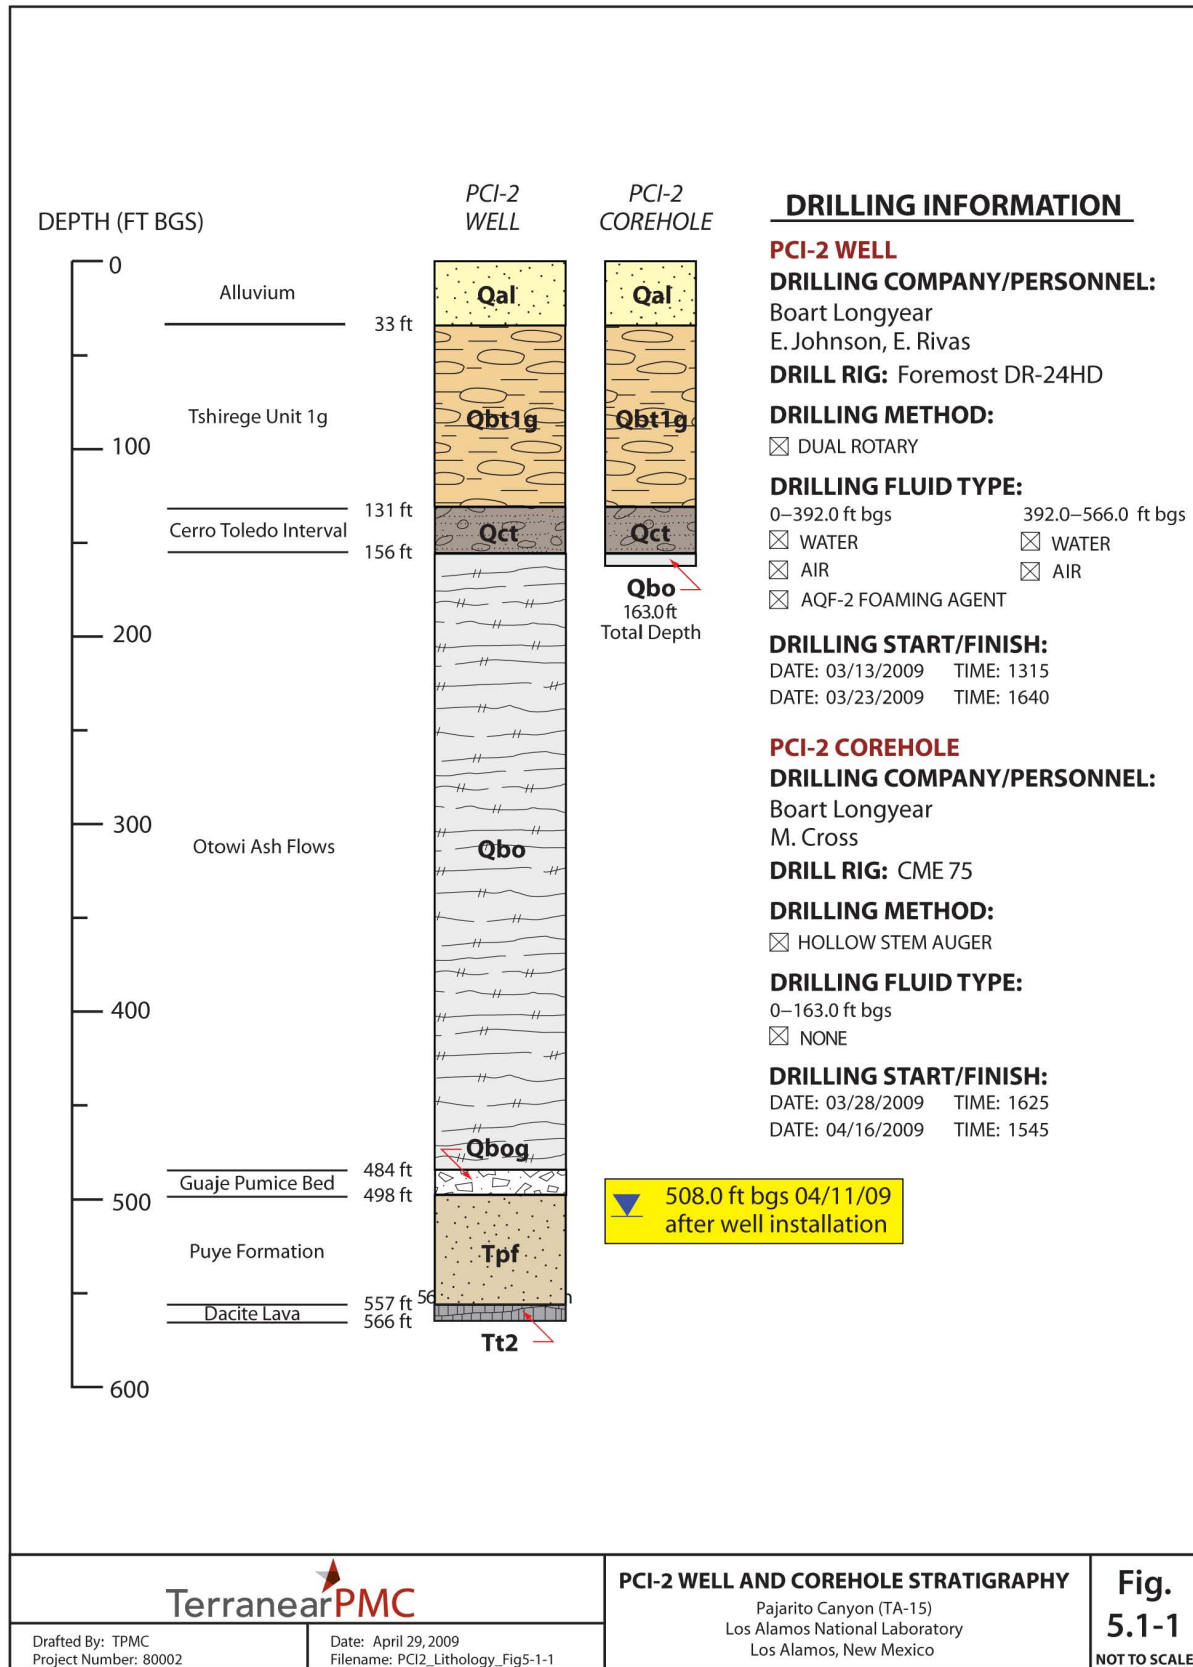 PCI-2
WELL
PCI-2
COREHOLE
DEPTH (FT BGS)
0
100
200
300
400
500
600
Alluvium
33 ft
Tshirege Unit 1g
131 ft
Cerro Toledo Interval
156 ft
Otowi Ash Flows
484 ft
Guaje Pumice Bed
498 ft
Puye Formation
557 ft
Dacite Lava
566 ft
Qal
Qbt1g
Qct
Qbo
Qbog
Tpf
Tt2
Qal
Qbt1g
Qct
Qbo
163.0 ft
Total Depth
508.0 ft bgs 04/11/09
after well installation
DRILLING INFORMATION
PCI-2 WELL
DRILLING COMPANY/PERSONNEL:
Boart Longyear
E. Johnson, E. Rivas
DRILL RIG: Foremost DR-24HD
DRILLING METHOD:
DUAL ROTARY
DRILLING FLUID TYPE:
0–392.0 ft bgs 392.0–566.0 ft bgs
WATER WATER
AIR AIR
AQF-2 FOAMING AGENT
DRILLING START/FINISH:
DATE: 03/13/2009 TIME: 1315
DATE: 03/23/2009 TIME: 1640
PCI-2 COREHOLE
DRILLING COMPANY/PERSONNEL:
Boart Longyear
M. Cross
DRILL RIG: CME 75
DRILLING METHOD:
HOLLOW STEM AUGER
DRILLING FLUID TYPE:
0–163.0 ft bgs
NONE
DRILLING START/FINISH:
DATE: 03/28/2009 TIME: 1625
DATE: 04/16/2009 TIME: 1545
TerranearPMC
Drafted By: TPMC
Project Number: 80002
Date: April 29, 2009
Filename: PCI2_Lithology_Fig5-1-1
PCI-2 WELL AND COREHOLE STRATIGRAPHY
Pajarito Canyon (TA-15)
Los Alamos National Laboratory
Los Alamos, New Mexico
Fig.
5.1-1
NOT TO SCALE